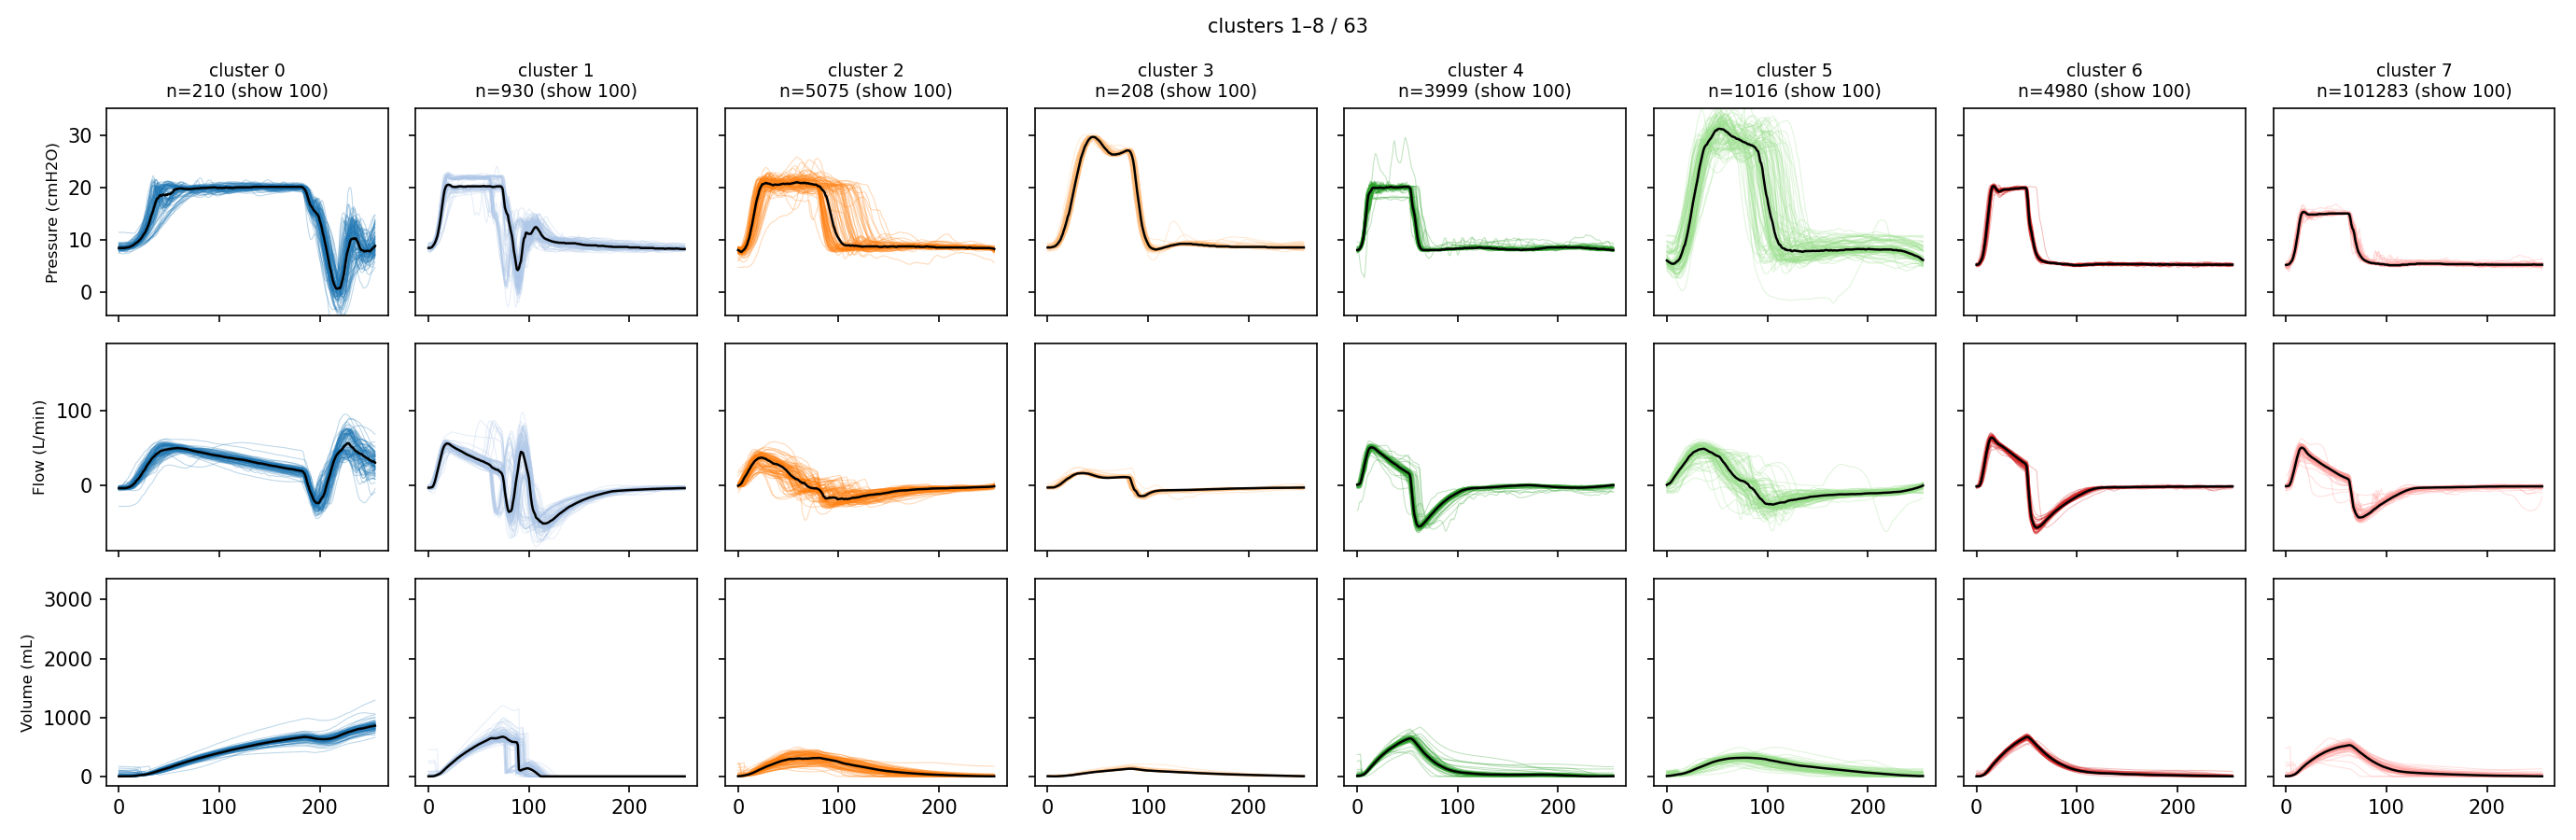 clusters 1–8 / 63
cluster 0
n=210 (show 100)
cluster 1
n=930 (show 100)
cluster 2
n=5075 (show 100)
cluster 3
n=208 (show 100)
cluster 4
n=3999 (show 100)
cluster 5
n=1016 (show 100)
cluster 6
n=4980 (show 100)
cluster 7
n=101283 (show 100)
Pressure (cmH2O)
30
20
10
0
Flow (L/min)
100
0
Volume (mL)
3000
2000
1000
0
0 100 200
0 100 200
0 100 200
0 100 200
0 100 200
0 100 200
0 100 200
0 100 200